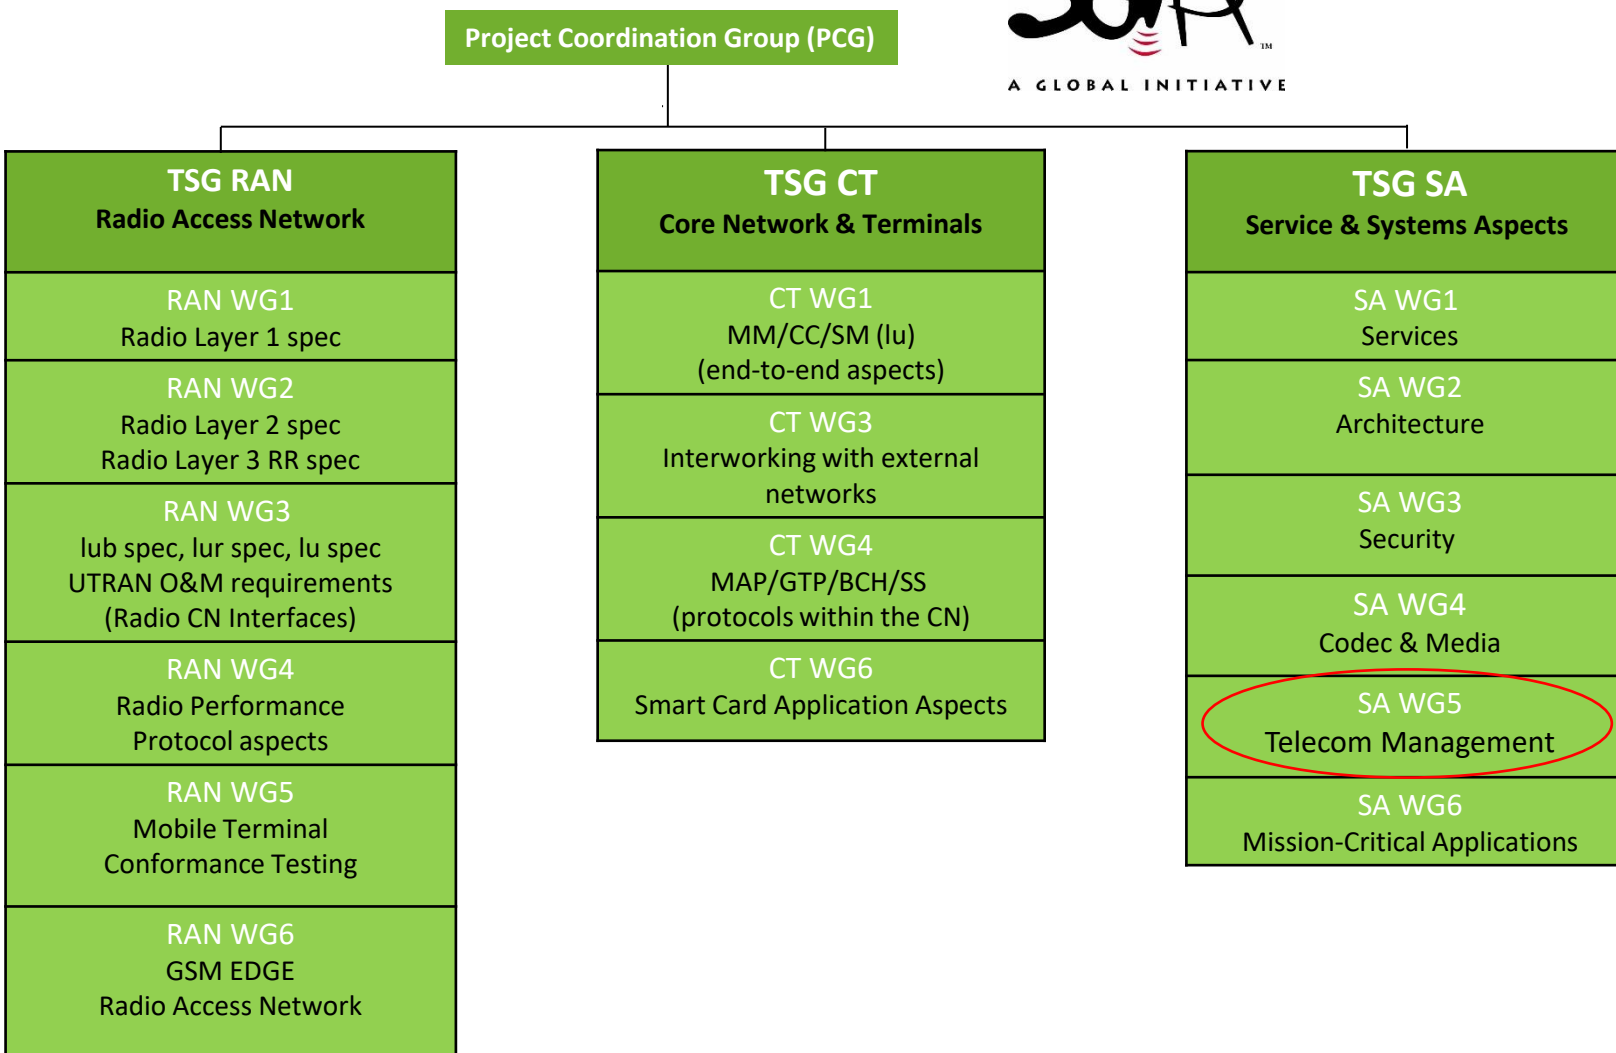 Project Coordination Group (PCG)
TM
A GLOBAL INITIATIVE
TSG RAN
Radio Access Network
RAN WG1
Radio Layer 1 spec
RAN WG2
Radio Layer 2 spec
Radio Layer 3 RR spec
RAN WG3
lub spec, lur spec, lu spec
UTRAN O&M requirements
(Radio CN Interfaces)
RAN WG4
Radio Performance
Protocol aspects
RAN WG5
Mobile Terminal
Conformance Testing
RAN WG6
GSM EDGE
Radio Access Network
TSG CT
Core Network & Terminals
CT WG1
MM/CC/SM (lu)
(end-to-end aspects)
CT WG3
Interworking with external
networks
CT WG4
MAP/GTP/BCH/SS
(protocols within the CN)
CT WG6
Smart Card Application Aspects
TSG SA
Service & Systems Aspects
SA WG1
Services
SA WG2
Architecture
SA WG3
Security
SA WG4
Codec & Media
SA WG5
Telecom Management
SA WG6
Mission-Critical Applications